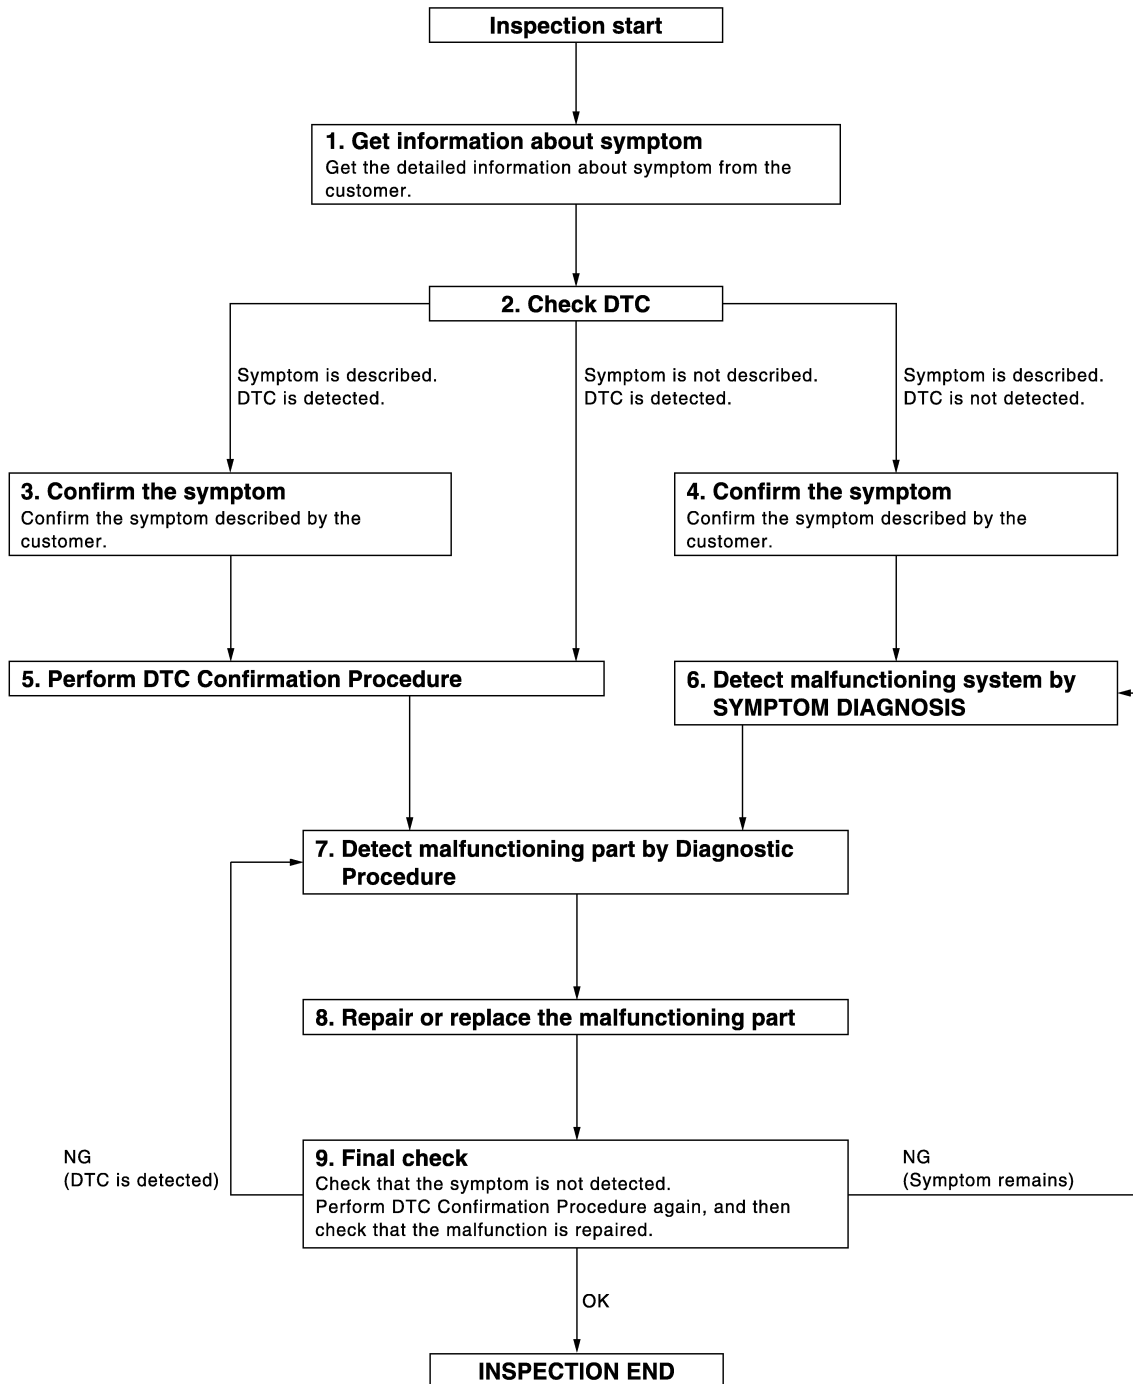 Inspection start
1. Get information about symptom
Get the detailed information about symptom from the
customer.
2. Check DTC
Symptom is described.
DTC is detected.
Symptom is not described.
DTC is detected.
Symptom is described.
DTC is not detected.
3. Confirm the symptom
Confirm the symptom described by the
customer.
4. Confirm the symptom
Confirm the symptom described by the
customer.
5. Perform DTC Confirmation Procedure
6. Detect malfunctioning system by
SYMPTOM DIAGNOSIS
7. Detect malfunctioning part by Diagnostic
Procedure
8. Repair or replace the malfunctioning part
NG
(DTC is detected)
9. Final check
Check that the symptom is not detected.
Perform DTC Confirmation Procedure again, and then
check that the malfunction is repaired.
NG
(Symptom remains)
OK
INSPECTION END